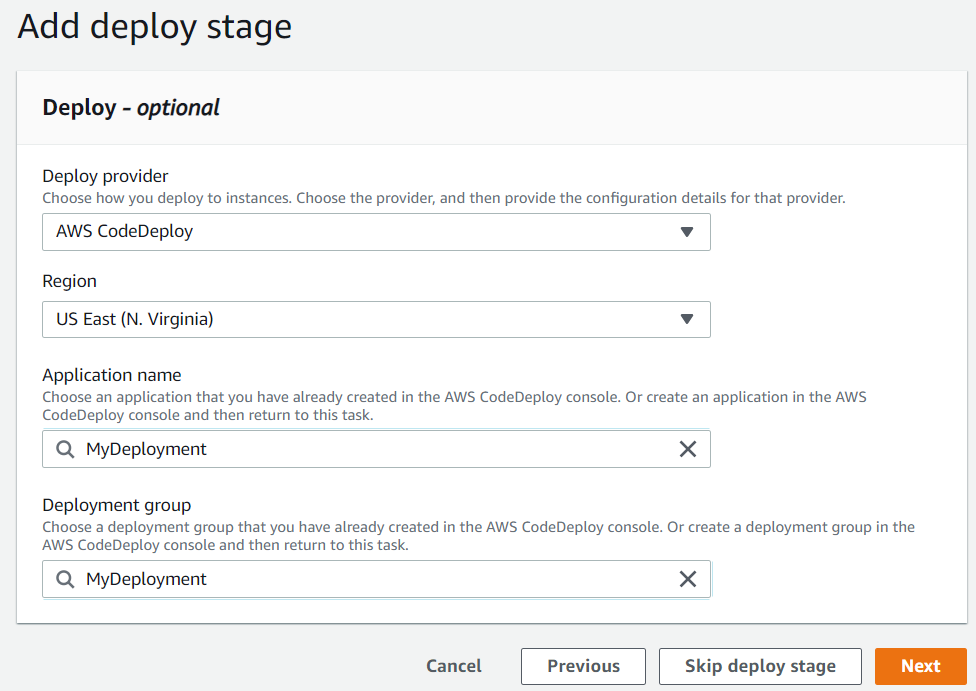 Add deploy stage
Deploy - optional
Deploy provider
Choose how you deploy to instances. Choose the provider, and then provide the configuration details for that provider.
AWS CodeDeploy
Region
US East (N. Virginia)
Application name
Choose an application that you have already created in the AWS CodeDeploy console. Or create an application in the AWS
CodeDeploy console and then return to this task.
MyDeployment
Deployment group
Choose a deployment group that you have already created in the AWS CodeDeploy console. Or create a deployment group in the
AWS CodeDeploy console and then return to this task.
MyDeployment
Cancel Previous Skip deploy stage Next